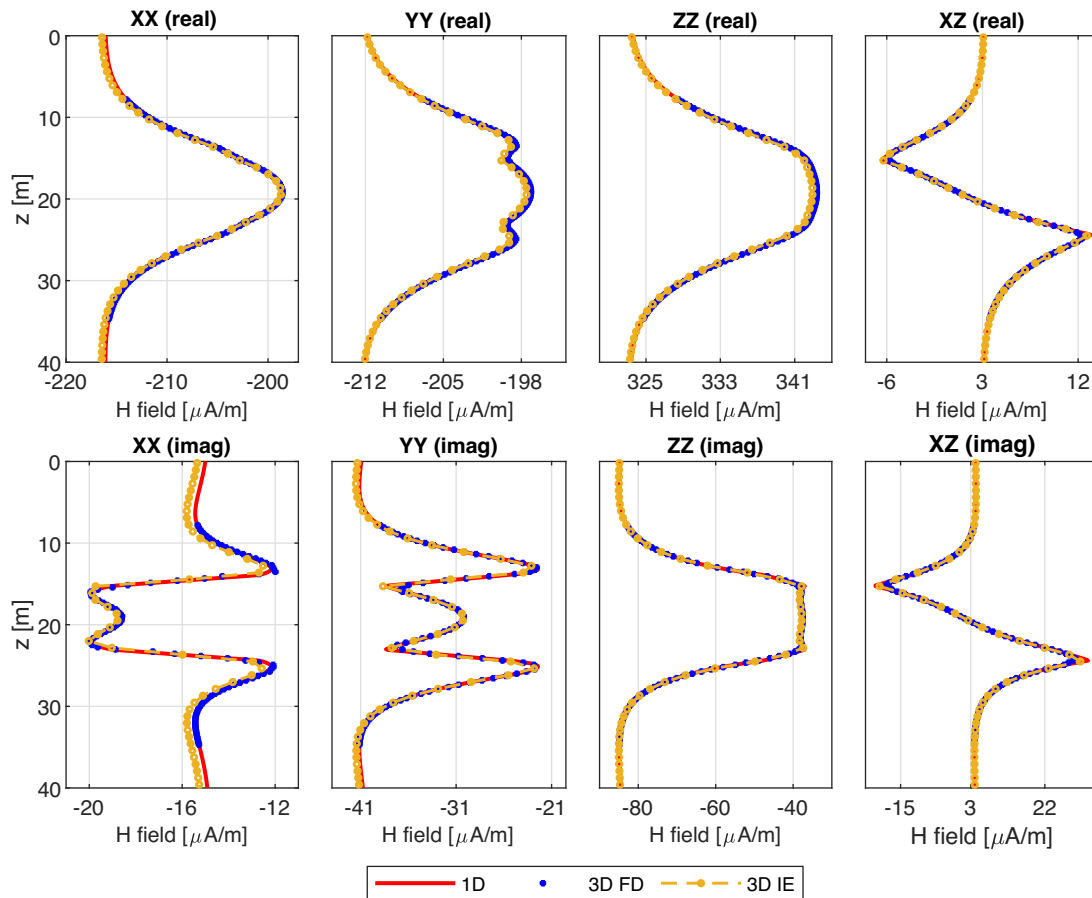 XX (real) YY (real) ZZ (real) XZ (real)
0
10
20
30
40
z [m]
-220 -210 -200
-212 -205 -198
325 333 341
-6 3 12
H field [μA/m] H field [μA/m] H field [μA/m] H field [μA/m]
XX (imag) YY (imag) ZZ (imag) XZ (imag)
0
10
20
30
40
z [m]
-20 -16 -12
-41 -31 -21
-80 -60 -40
-15 3 22
H field [μA/m] H field [μA/m] H field [μA/m] H field [μA/m]
1D 3D FD 3D IE